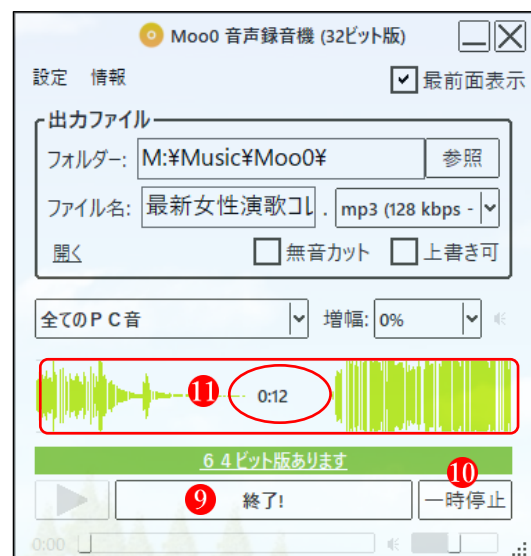 Moo0 音声録音機 (32ビット版)
設定 情報 最前面表示
出力ファイル
フォルダー: M:¥Music¥Moo0¥ 参照
ファイル名: 最新女性演歌コレ . mp3 (128 kbps -
開く 無音カット 上書き可
全てのPC音 増幅: 0%
⓫ 0:12
64ビット版あります
❿
❾ 終了! 一時停止
0:00